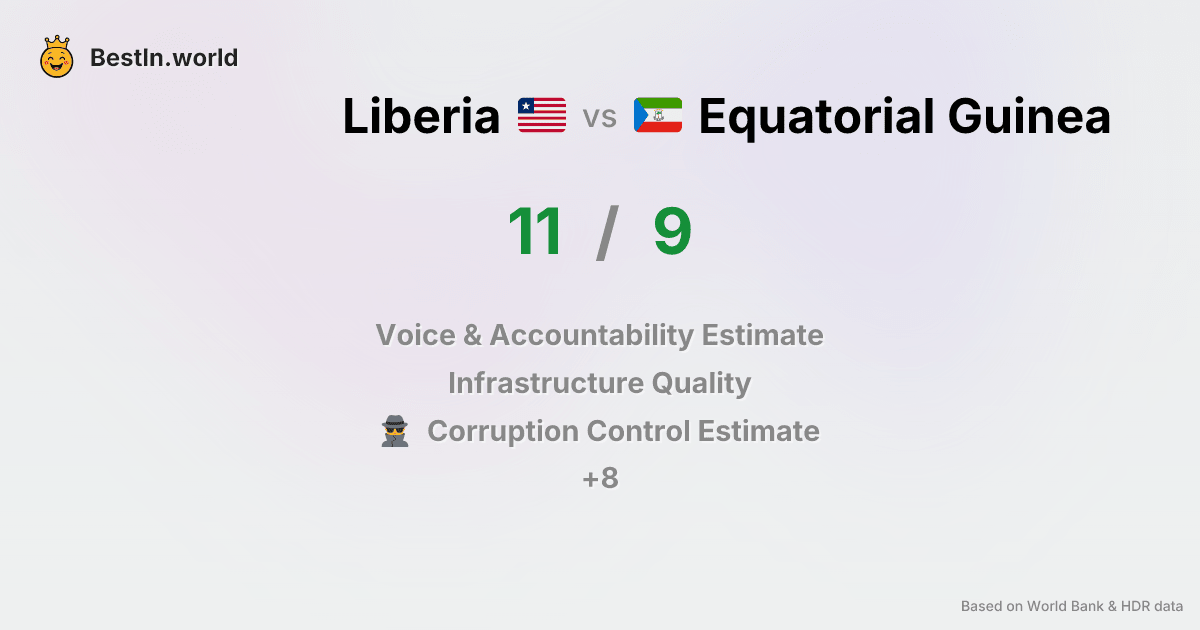 BestIn.world
Liberia vs Equatorial Guinea
11 / 9
Voice & Accountability Estimate
Infrastructure Quality
Corruption Control Estimate
+8
Based on World Bank & HDR data